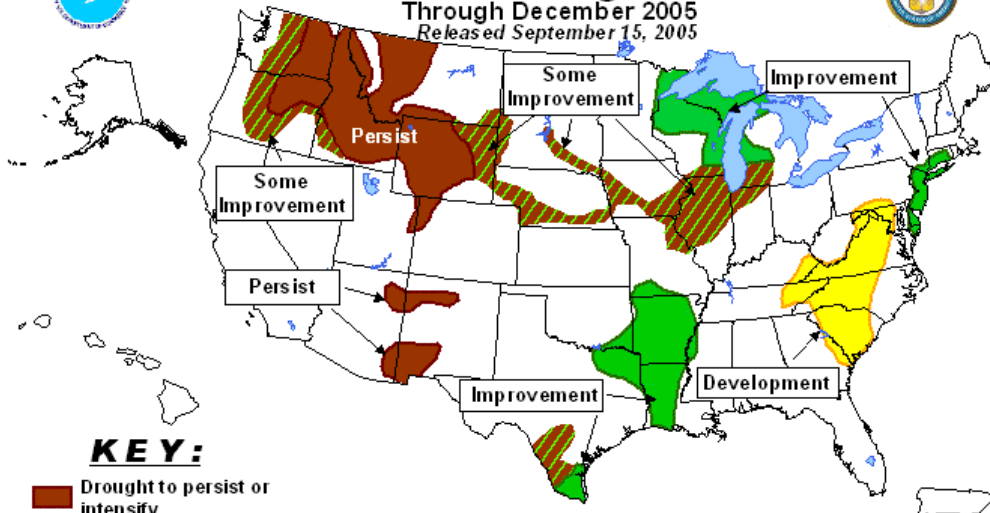 Through December 2005
Released September 15, 2005
Some
Improvement
Improvement
Persist
Some
Improvement
Persist
Improvement
Development
KEY:
Drought to persist or
intensify